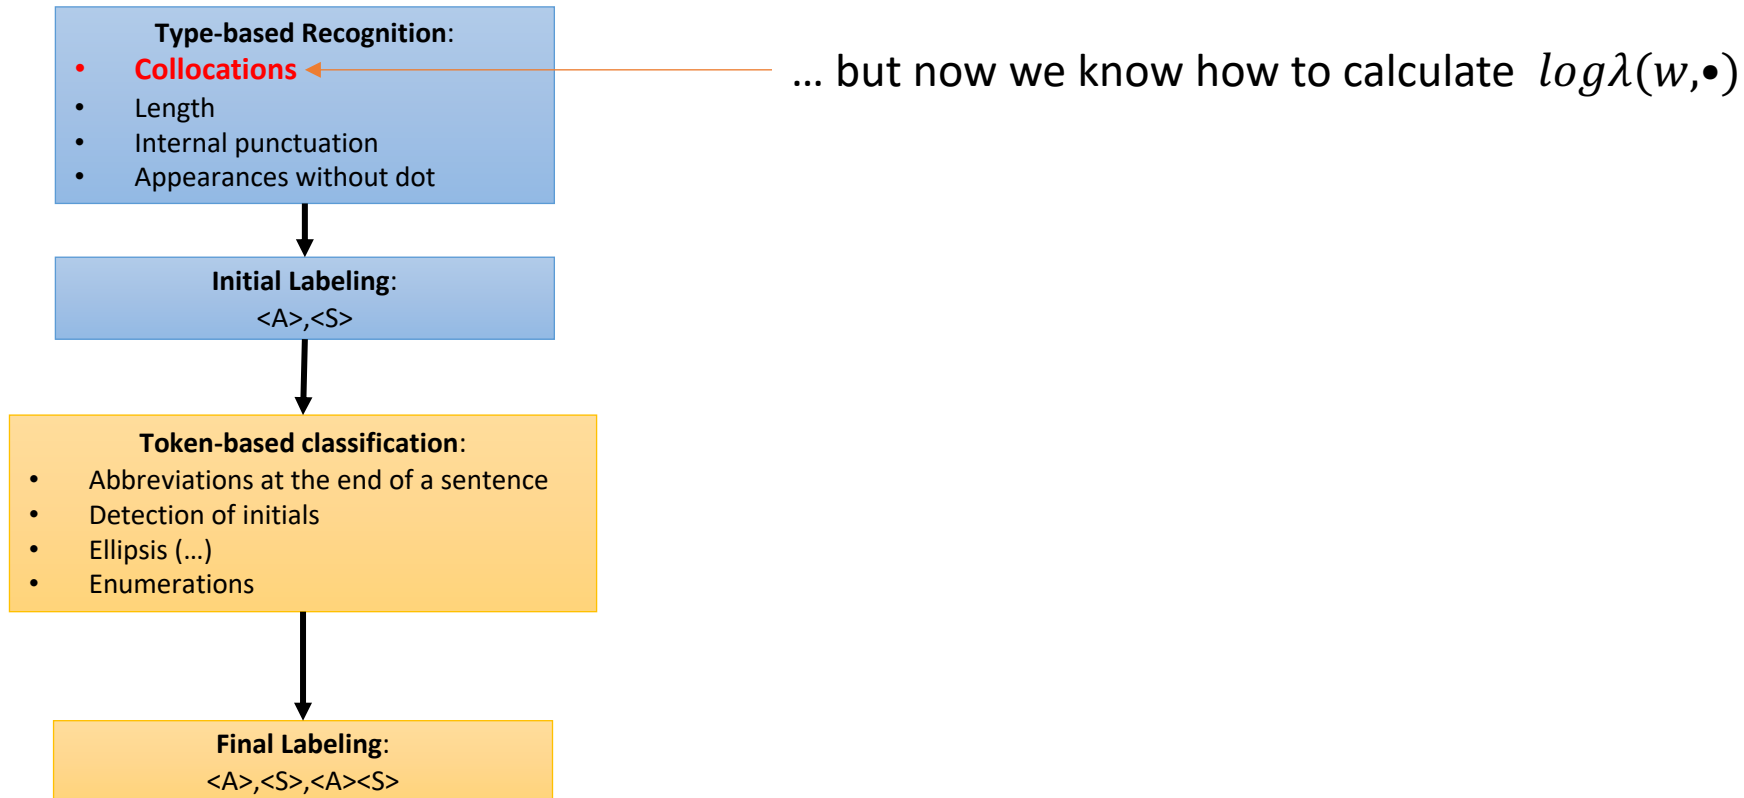 Type-based Recognition:
• Collocations
• Length
• Internal punctuation
• Appearances without dot
... but now we know how to calculate logλ(w,•)
Initial Labeling:
<A>,<S>
Token-based classification:
• Abbreviations at the end of a sentence
• Detection of initials
• Ellipsis (...)
• Enumerations
Final Labeling:
<A>,<S>,<A><S>